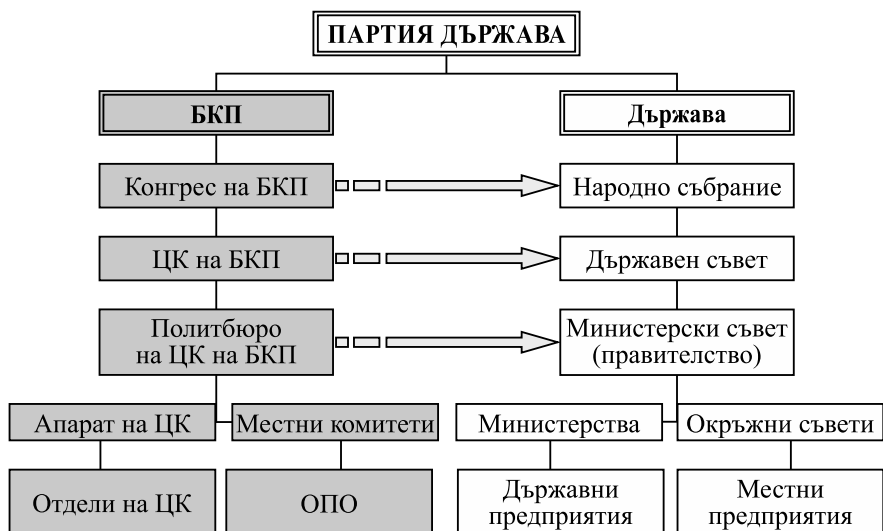 ПАРТИЯ ДЪРЖАВА
БКП
Държава
Конгрес на БКП
Народно събрание
ЦК на БКП
Държавен съвет
Политбюро
на ЦК на БКП
Министерски съвет
(правителство)
Апарат на ЦК
Местни комитети
Министерства
Окръжни съвети
Отдели на ЦК
ОПО
Държавни
предприятия
Местни
предприятия